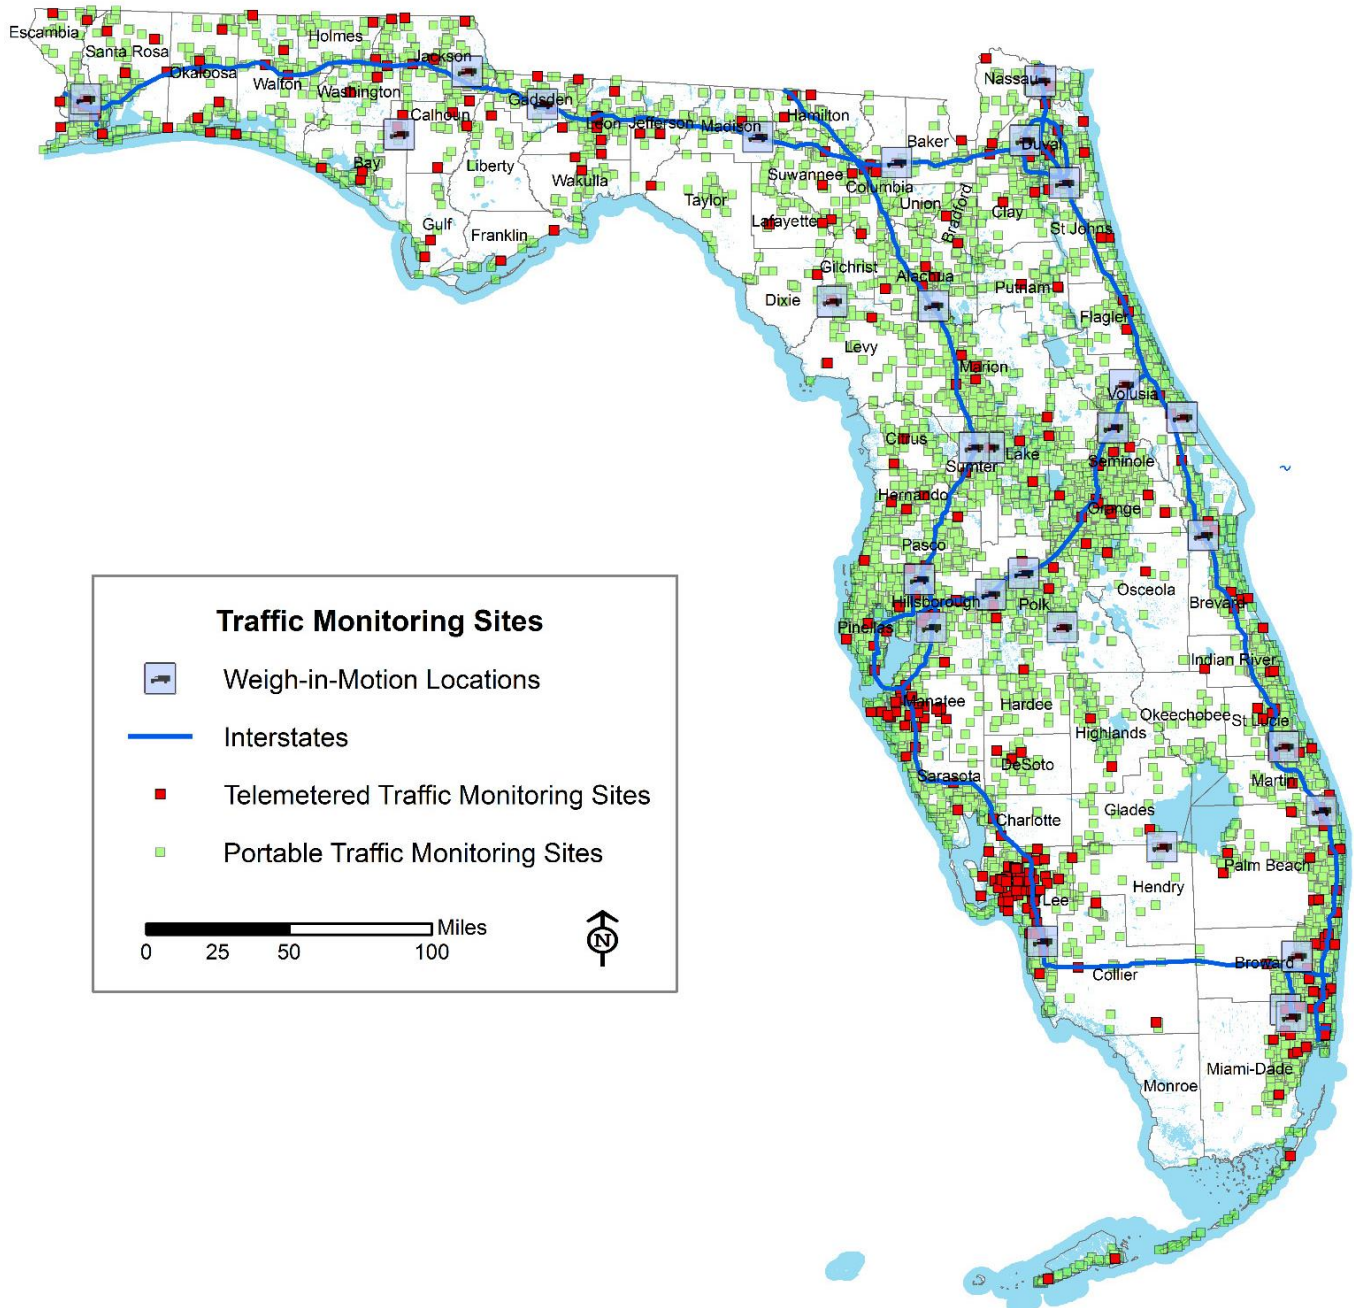 Escambia
Santa Rosa
Okaloosa
Walton
Holmes
Washington
Jackson
Bay
Calhoun
Gulf
Liberty
Franklin
Gadsden
Leon
Wakulla
Jefferson
Madison
Taylor
Hamilton
Suwannee
Lafayette
Columbia
Dixie
Gilchrist
Levy
Baker
Union
Bradford
Alachua
Nassau
Duval
Clay
St Johns
Putnam
Flagler
Marion
Volusia
Citrus
Sumter
Lake
Seminole
Hernando
Orange
Pasco
Hillsborough
Pinellas
Polk
Osceola
Brevard
Indian River
Manatee
Hardee
Highlands
Okeechobee
St Lucie
Sarasota
DeSoto
Martin
Charlotte
Glades
Palm Beach
Lee
Hendry
Collier
Broward
Monroe
Miami-Dade
Traffic Monitoring Sites
Weigh-in-Motion Locations
Interstates
Telemetered Traffic Monitoring Sites
Portable Traffic Monitoring Sites
Miles
0 25 50 100
N